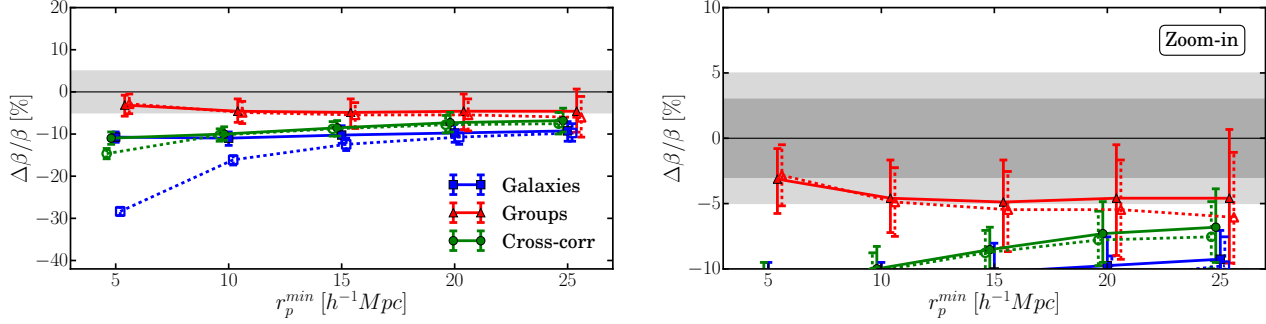 20
10
0
−10
−20
−30
−40
Δβ/β [%]
5
10
15
20
25
r_p^{min} [h^{-1}Mpc]
Galaxies
Groups
Cross-corr
10
5
0
−5
−10
Δβ/β [%]
5
10
15
20
25
r_p^{min} [h^{-1}Mpc]
Zoom-in